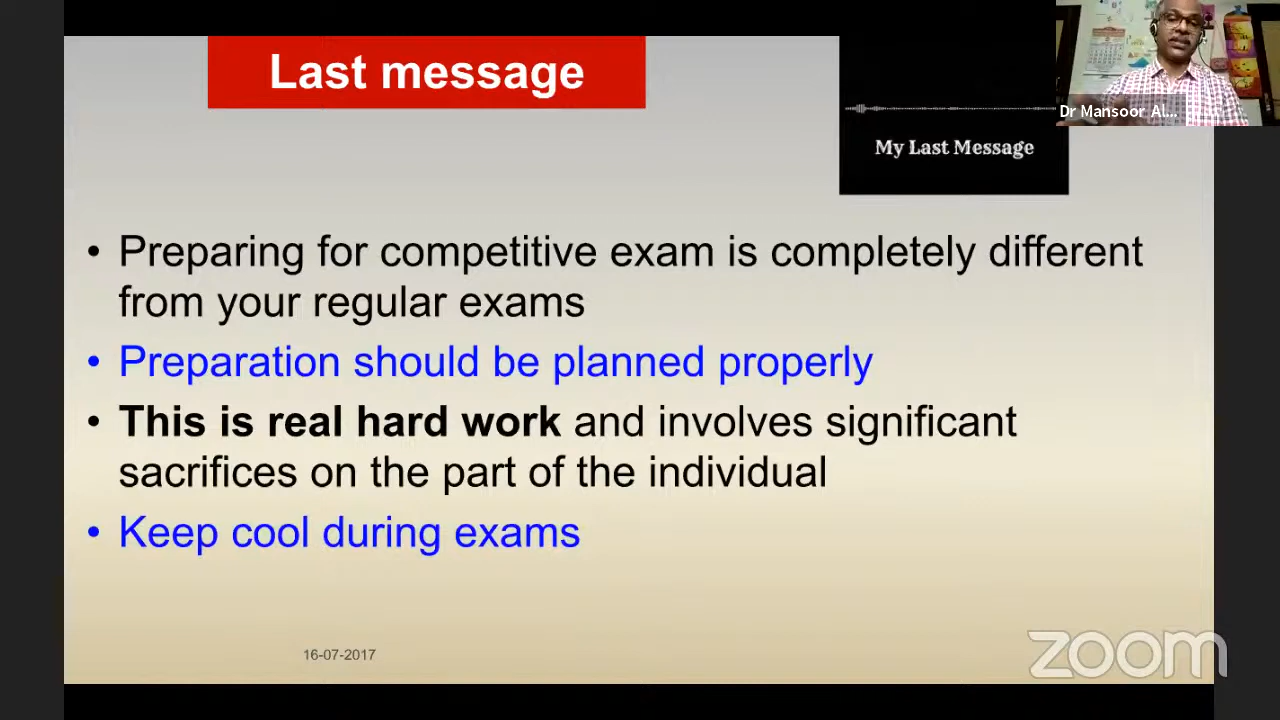 Last message
Dr Mansoor Al...
My Last Message
• Preparing for competitive exam is completely different
from your regular exams
• Preparation should be planned properly
• This is real hard work and involves significant
sacrifices on the part of the individual
• Keep cool during exams
16-07-2017
zoom